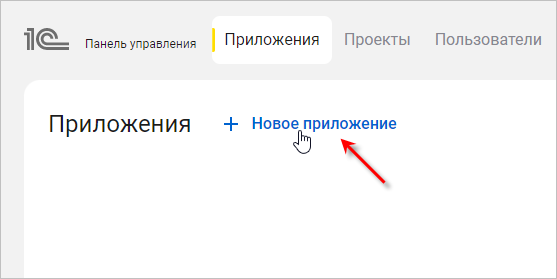 1С Панель управления Приложения Проекты Пользователи
Приложения + Новое приложение